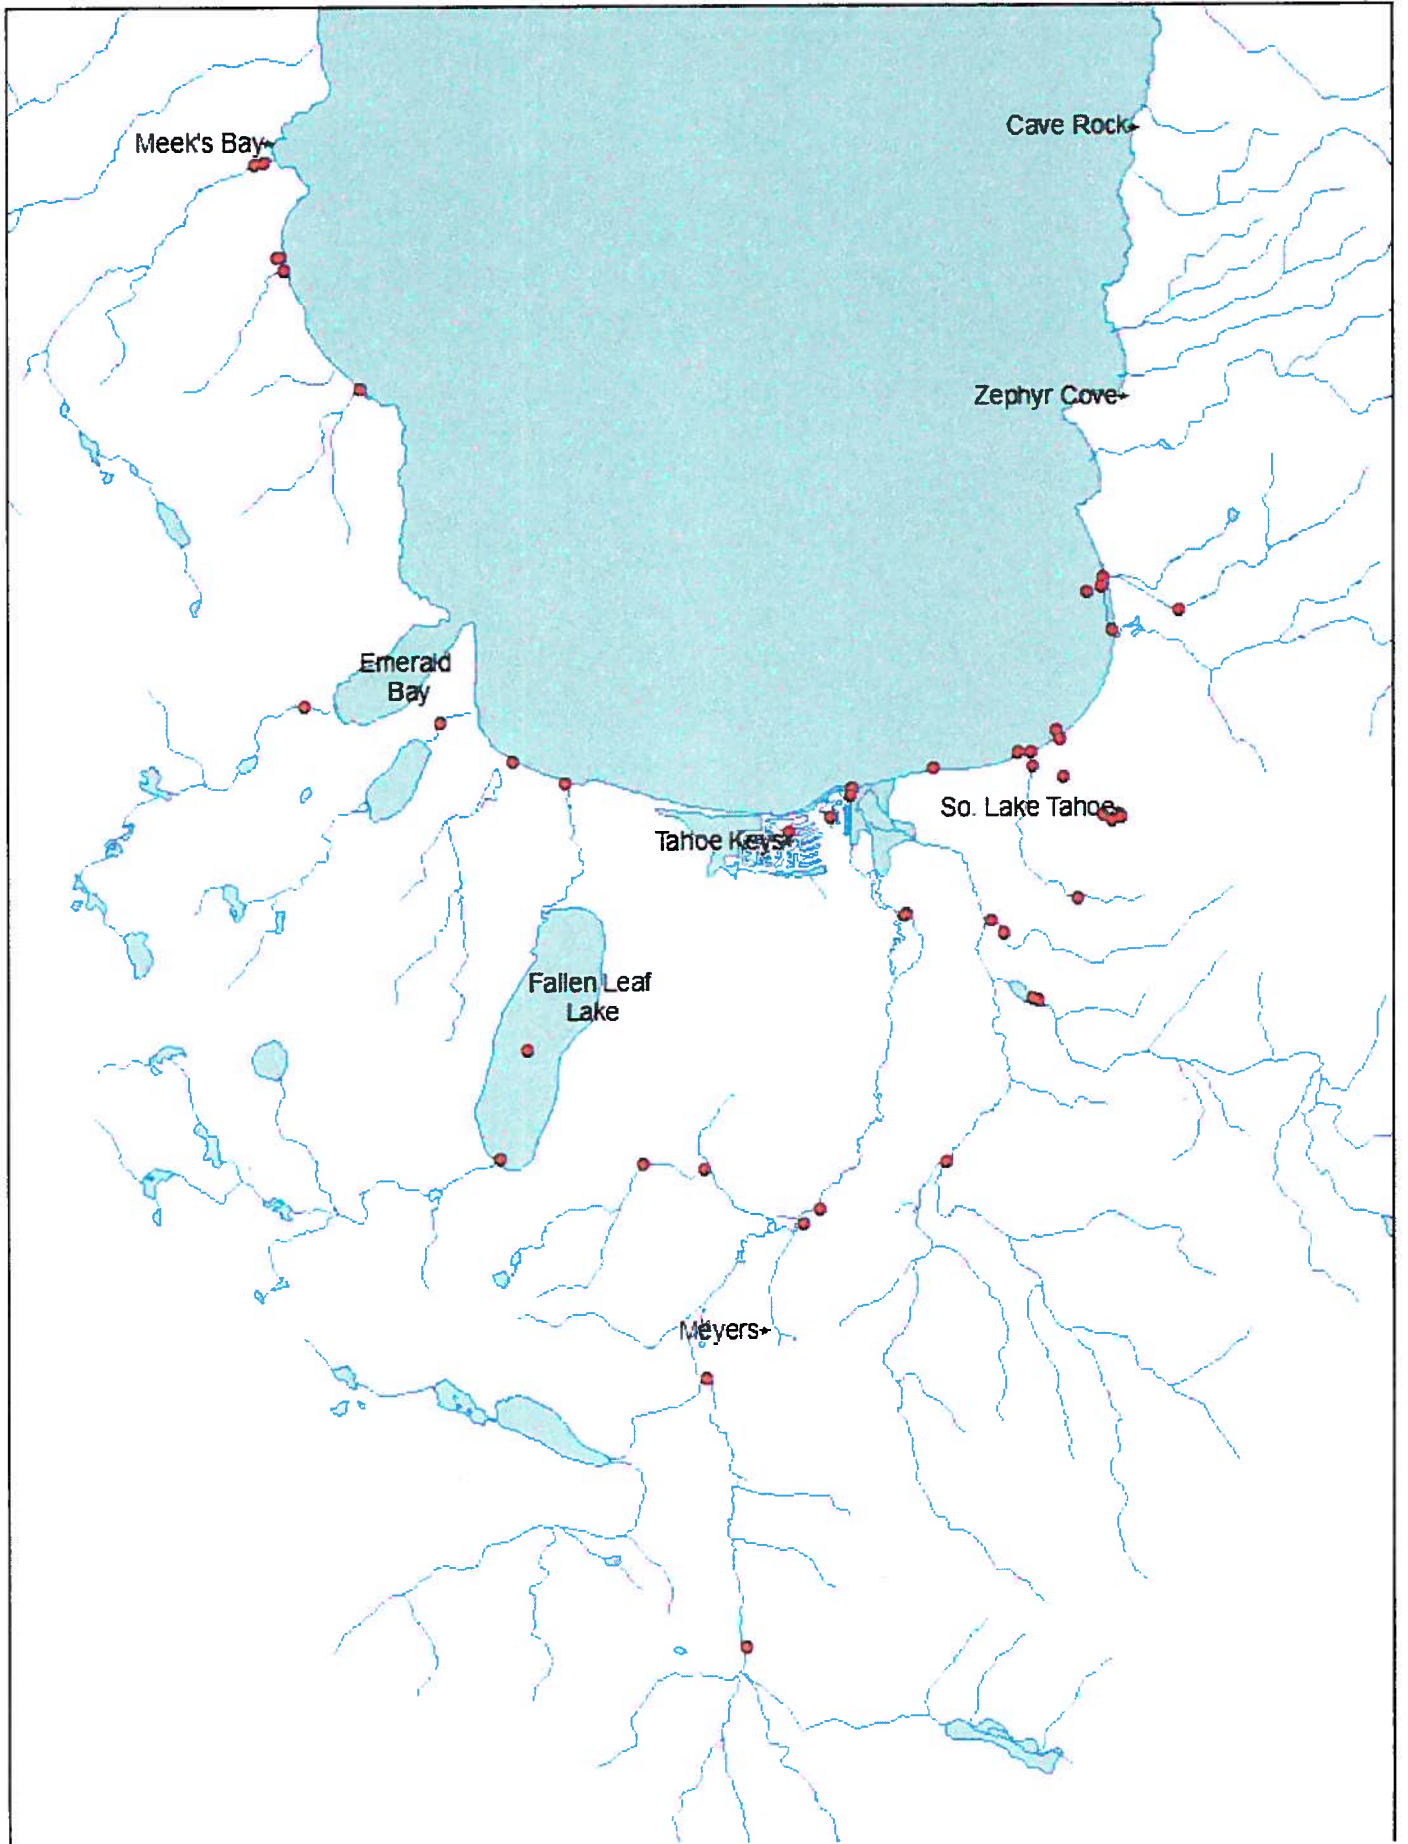 Cave Rock
Meek's Bay
Zephyr Cove
Emerald
Bay
So. Lake Tahoe
Tahoe Keys
Fallen Leaf
Lake
Meyers